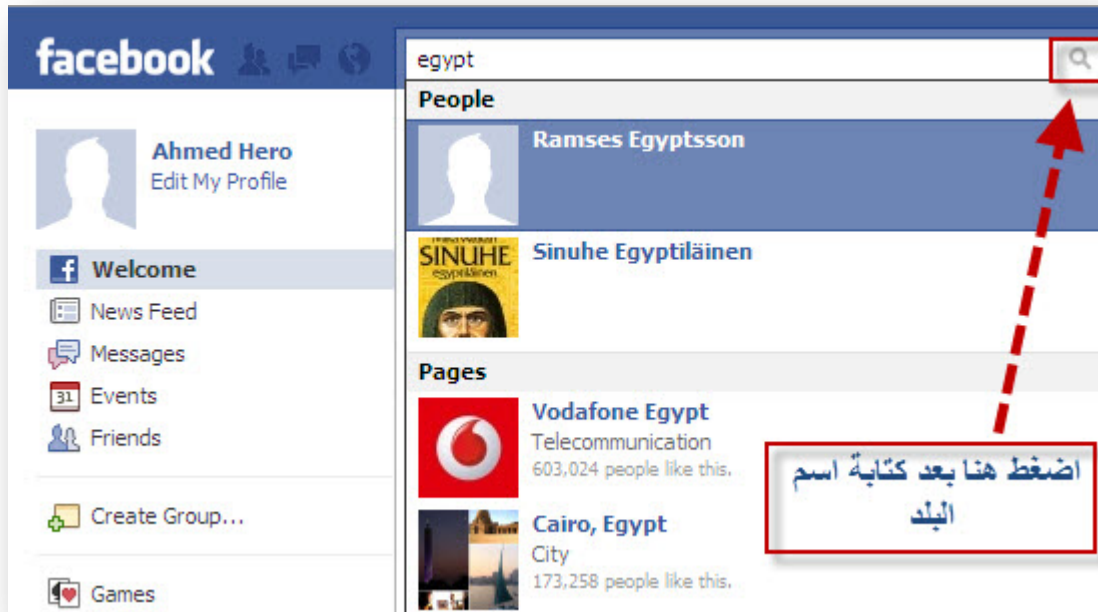 facebook
egypt
People
Ahmed Hero
Edit My Profile
Ramses Egyptsson
SINUHE
egyptiläinen
Sinuhe Egyptiläinen
Welcome
News Feed
Messages
31 Events
Friends
Create Group...
Games
Pages
Vodafone Egypt
Telecommunication
603,024 people like this.
Cairo, Egypt
City
173,258 people like this.
اضغط هنا بعد كتابة اسم
البلد